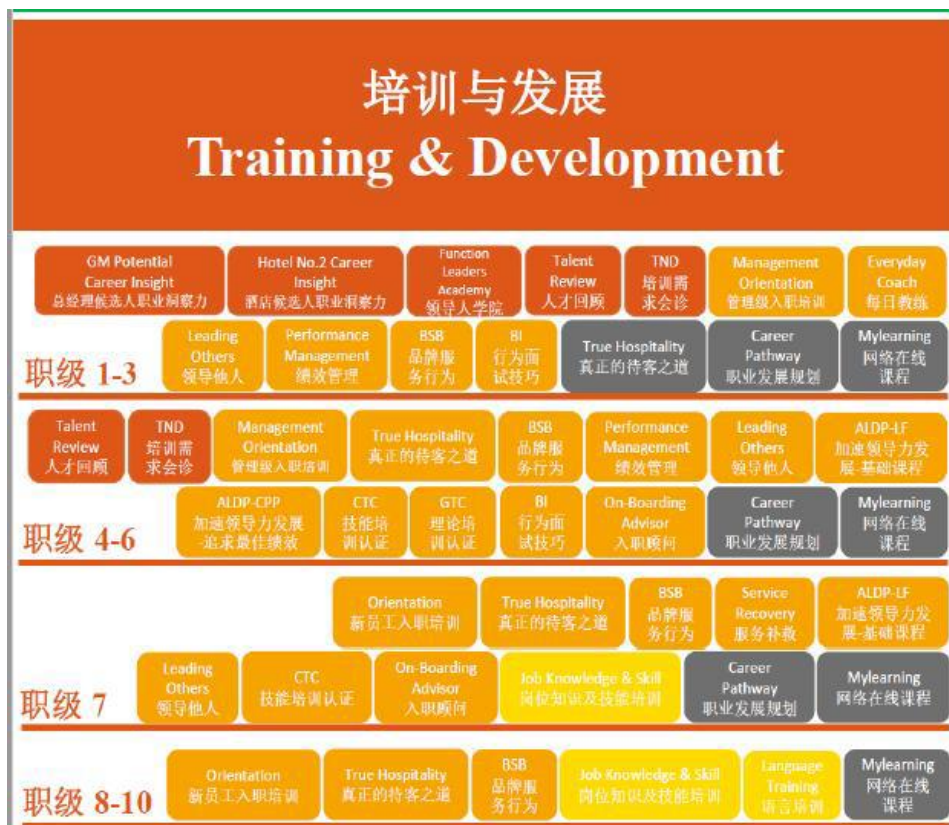 培训与发展
Training & Development
GM Potential
Career Insight
总经理候选人职业洞察力
Hotel No.2 Career
Insight
酒店候选人职业洞察力
Function
Leaders
Academy
领导人学院
Talent
Review
人才回顾
TND
培训需
求会诊
Management
Orientation
管理级入职培训
Everyday
Coach
每日教练
职级 1-3
Leading
Others
领导他人
Performance
Management
绩效管理
BSB
品牌服
务行为
BI
行为面
试技巧
True Hospitality
真正的待客之道
Career
Pathway
职业发展规划
Mylearning
网络在线
课程
Talent
Review
人才回顾
TND
培训需
求会诊
Management
Orientation
管理级入职培训
True Hospitality
真正的待客之道
BSB
品牌服
务行为
Performance
Management
绩效管理
Leading
Others
领导他人
ALDP-LF
加速领导力发
展-基础课程
职级 4-6
ALDP-CPP
加速领导力发展
-追求最佳绩效
CTC
技能培
训认证
GTC
理论培
训认证
BI
行为面
试技巧
On-Boarding
Advisor
入职顾问
Career
Pathway
职业发展规划
Mylearning
网络在线
课程
Orientation
新员工入职培训
True Hospitality
真正的待客之道
BSB
品牌服
务行为
Service
Recovery
服务补救
ALDP-LF
加速领导力发
展-基础课程
职级 7
Leading
Others
领导他人
CTC
技能培训认证
On-Boarding
Advisor
入职顾问
Job Knowledge & Skill
岗位知识及技能培训
Career
Pathway
职业发展规划
Mylearning
网络在线课程
职级 8-10
Orientation
新员工入职培训
True Hospitality
真正的待客之道
BSB
品牌服
务行为
Job Knowledge & Skill
岗位知识及技能培训
Language
Training
语言培训
Mylearning
网络在线
课程